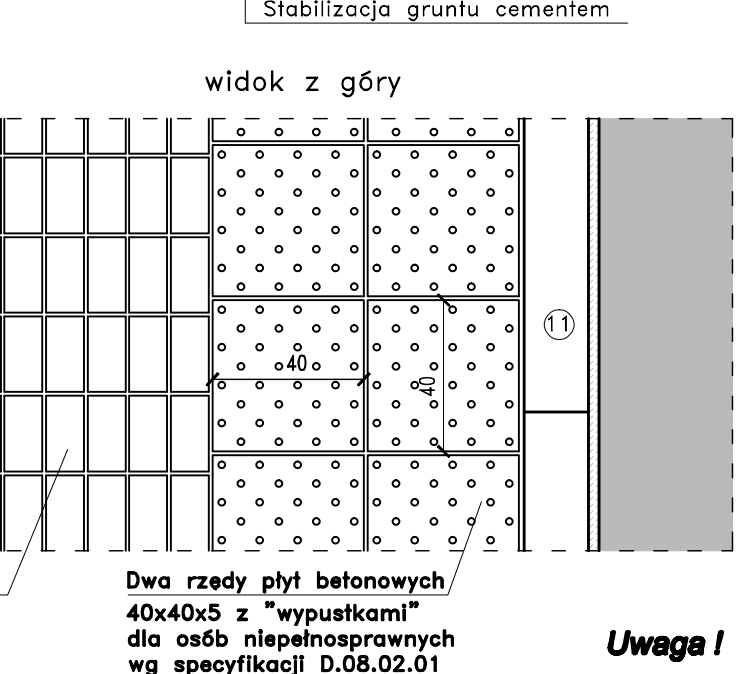 Stabilizacja gruntu cementem
widok z góry
11
40
40
Dwa rzędy płyt betonowych
40x40x5 z "wypustkami"
dla osób niepełnosprawnych
wg specyfikacji D.08.02.01
Uwaga !